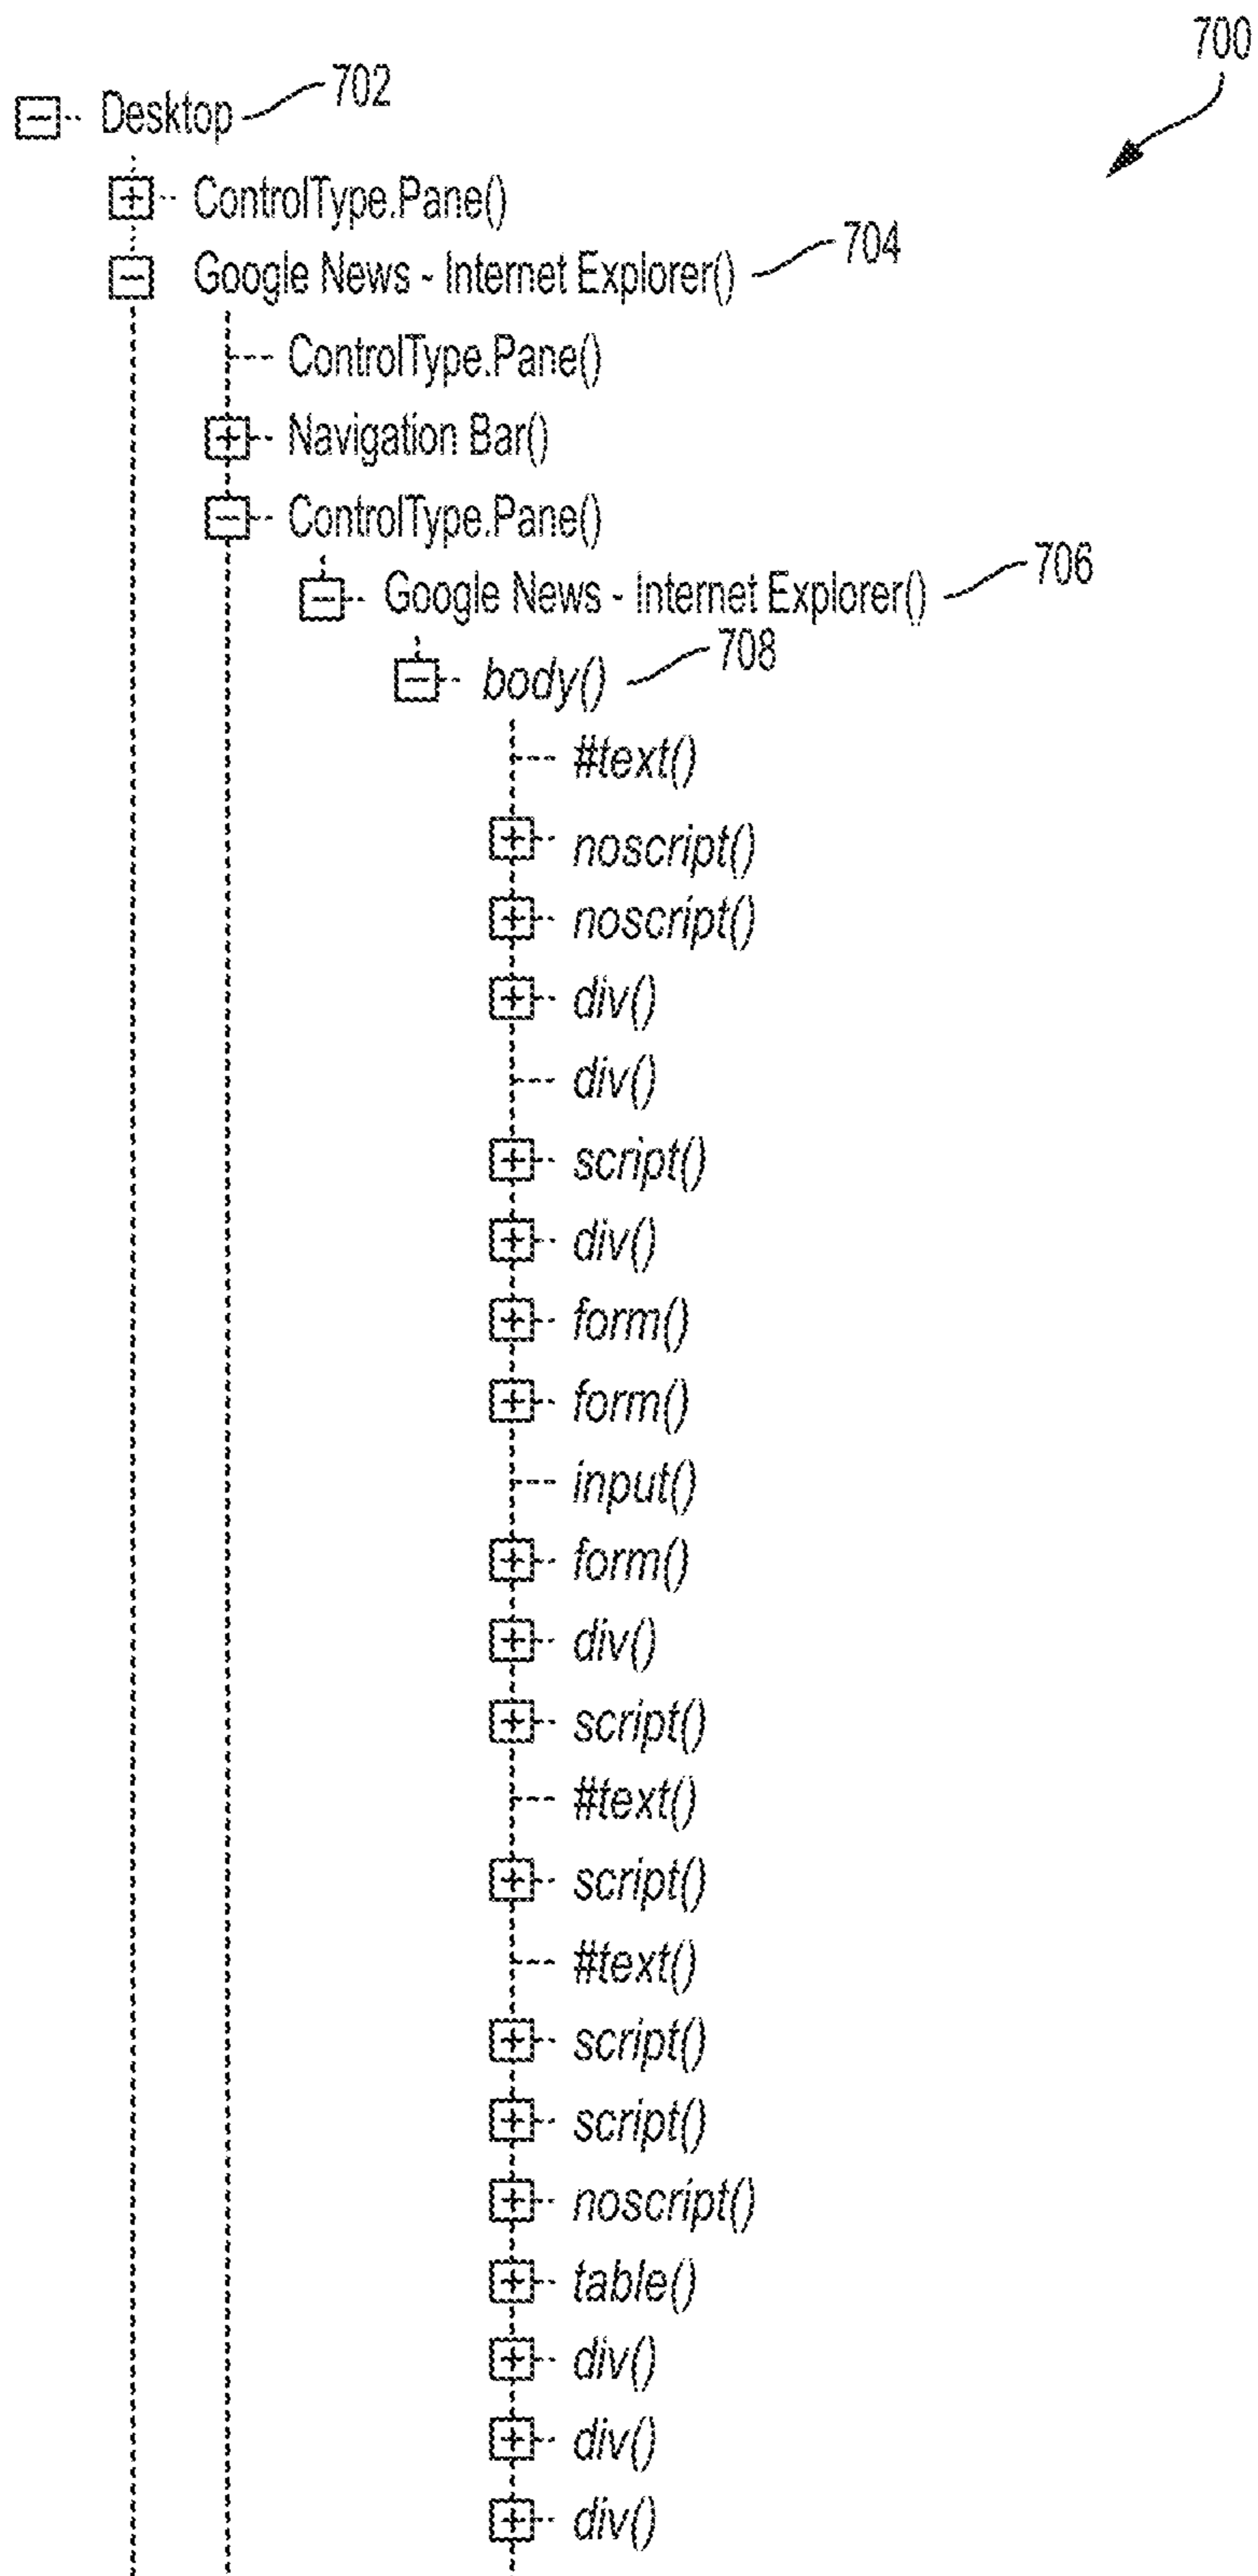 700
Desktop 702
ControlType.Pane()
Google News - Internet Explorer() 704
ControlType.Pane()
Navigation Bar()
ControlType.Pane()
Google News - Internet Explorer() 706
body() 708
#text()
noscript()
noscript()
div()
div()
script()
div()
form()
form()
input()
form()
div()
script()
#text()
script()
#text()
script()
script()
noscript()
table()
div()
div()
div()